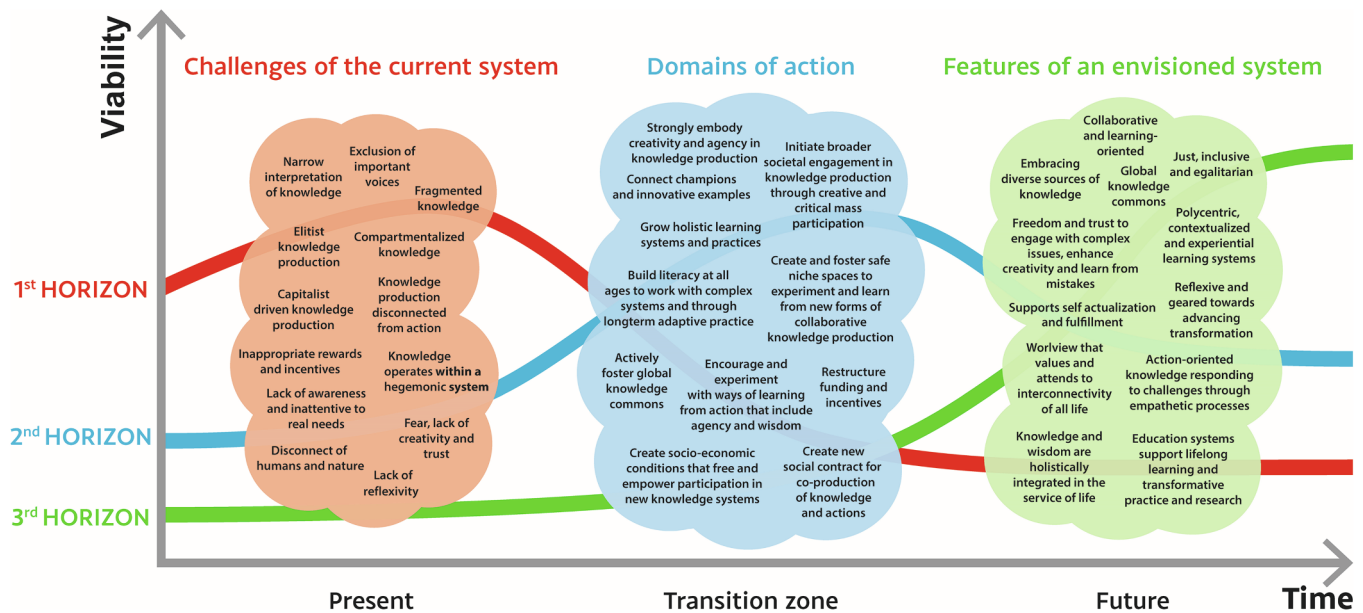 Viability
Challenges of the current system
Domains of action
Features of an envisioned system
1st HORIZON
2nd HORIZON
3rd HORIZON
Narrow
interpretation
of knowledge
Exclusion of
important
voices
Fragmented
knowledge
Elitist
knowledge
production
Compartmentalized
knowledge
Capitalist
driven knowledge
production
Knowledge
production
disconnected
from action
Inappropriate rewards
and incentives
Knowledge
operates within a
hegemonic system
Lack of awareness
and inattentive to
real needs
Fear, lack of
creativity and
trust
Disconnect of
humans and nature
Lack of
reflexivity
Strongly embody
creativity and agency in
knowledge production
Initiate broader
societal engagement in
knowledge production
through creative and
critical mass
participation
Connect champions
and innovative examples
Grow holistic learning
systems and practices
Build literacy at all
ages to work with complex
systems and through
longterm adaptive practice
Create and foster safe
niche spaces to
experiment and learn
from new forms of
collaborative
knowledge production
Actively
foster global
knowledge
commons
Encourage and
experiment
with ways of learning
from action that include
agency and wisdom
Restructure
funding and
incentives
Create socio-economic
conditions that free and
empower participation in
new knowledge systems
Create new
social contract for
co-production
of knowledge
and actions
Collaborative
and learning-
oriented
Embracing
diverse sources of
knowledge
Global
knowledge
commons
Just, inclusive
and egalitarian
Freedom and trust to
engage with complex
issues, enhance
creativity and learn from
mistakes
Polycentric,
contextualized
and experiential
learning systems
Supports self actualization
and fulfillment
Reflexive and
geared towards
advancing
transformation
Worlview that
values and
attends to
interconnectivity
of all life
Action-oriented
knowledge responding
to challenges through
empathetic processes
Knowledge and
wisdom are
holistically
integrated in the
service of life
Education systems
support lifelong
learning and
transformative
practice and research
Present
Transition zone
Future
Time